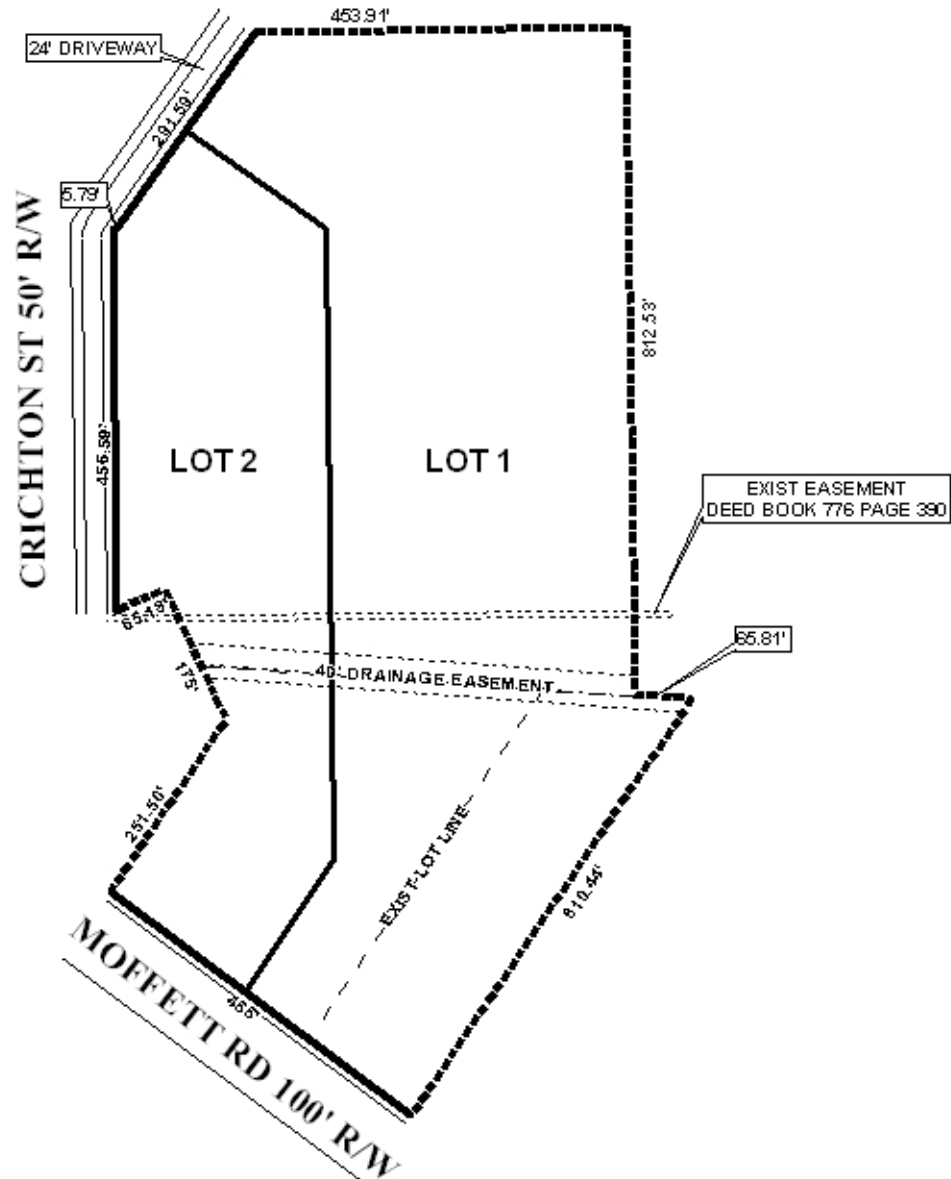 453.91'
24' DRIVEWAY
291.59'
5.79'
CRICHTON ST 50' R/W
812.53'
456.59'
LOT 2
LOT 1
EXIST EASEMENT
DEED BOOK 776 PAGE 390
65.19'
65.81'
175'
40' DRAINAGE EASEMENT
251.50'
EXIST LOT LINE
610.44'
MOFFETT RD 100' R/W